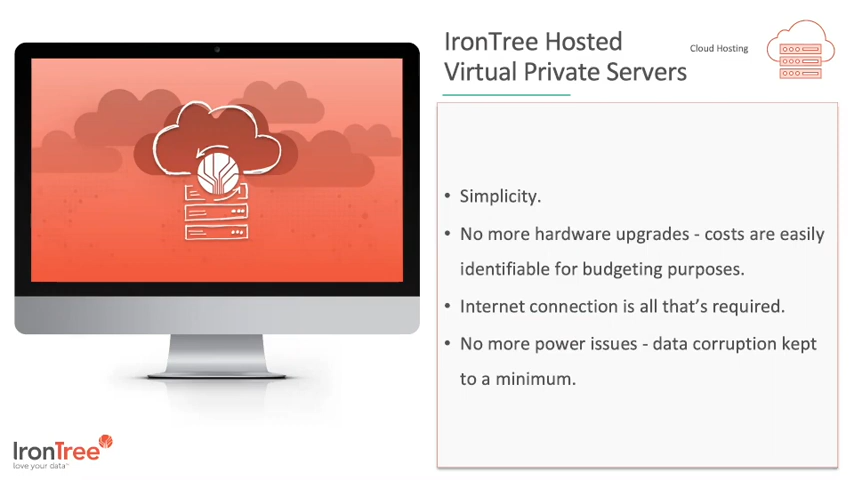 IronTree Hosted
Virtual Private Servers
Cloud Hosting
• Simplicity.
• No more hardware upgrades - costs are easily
identifiable for budgeting purposes.
• Internet connection is all that’s required.
• No more power issues - data corruption kept
to a minimum.
IronTree
love your data™